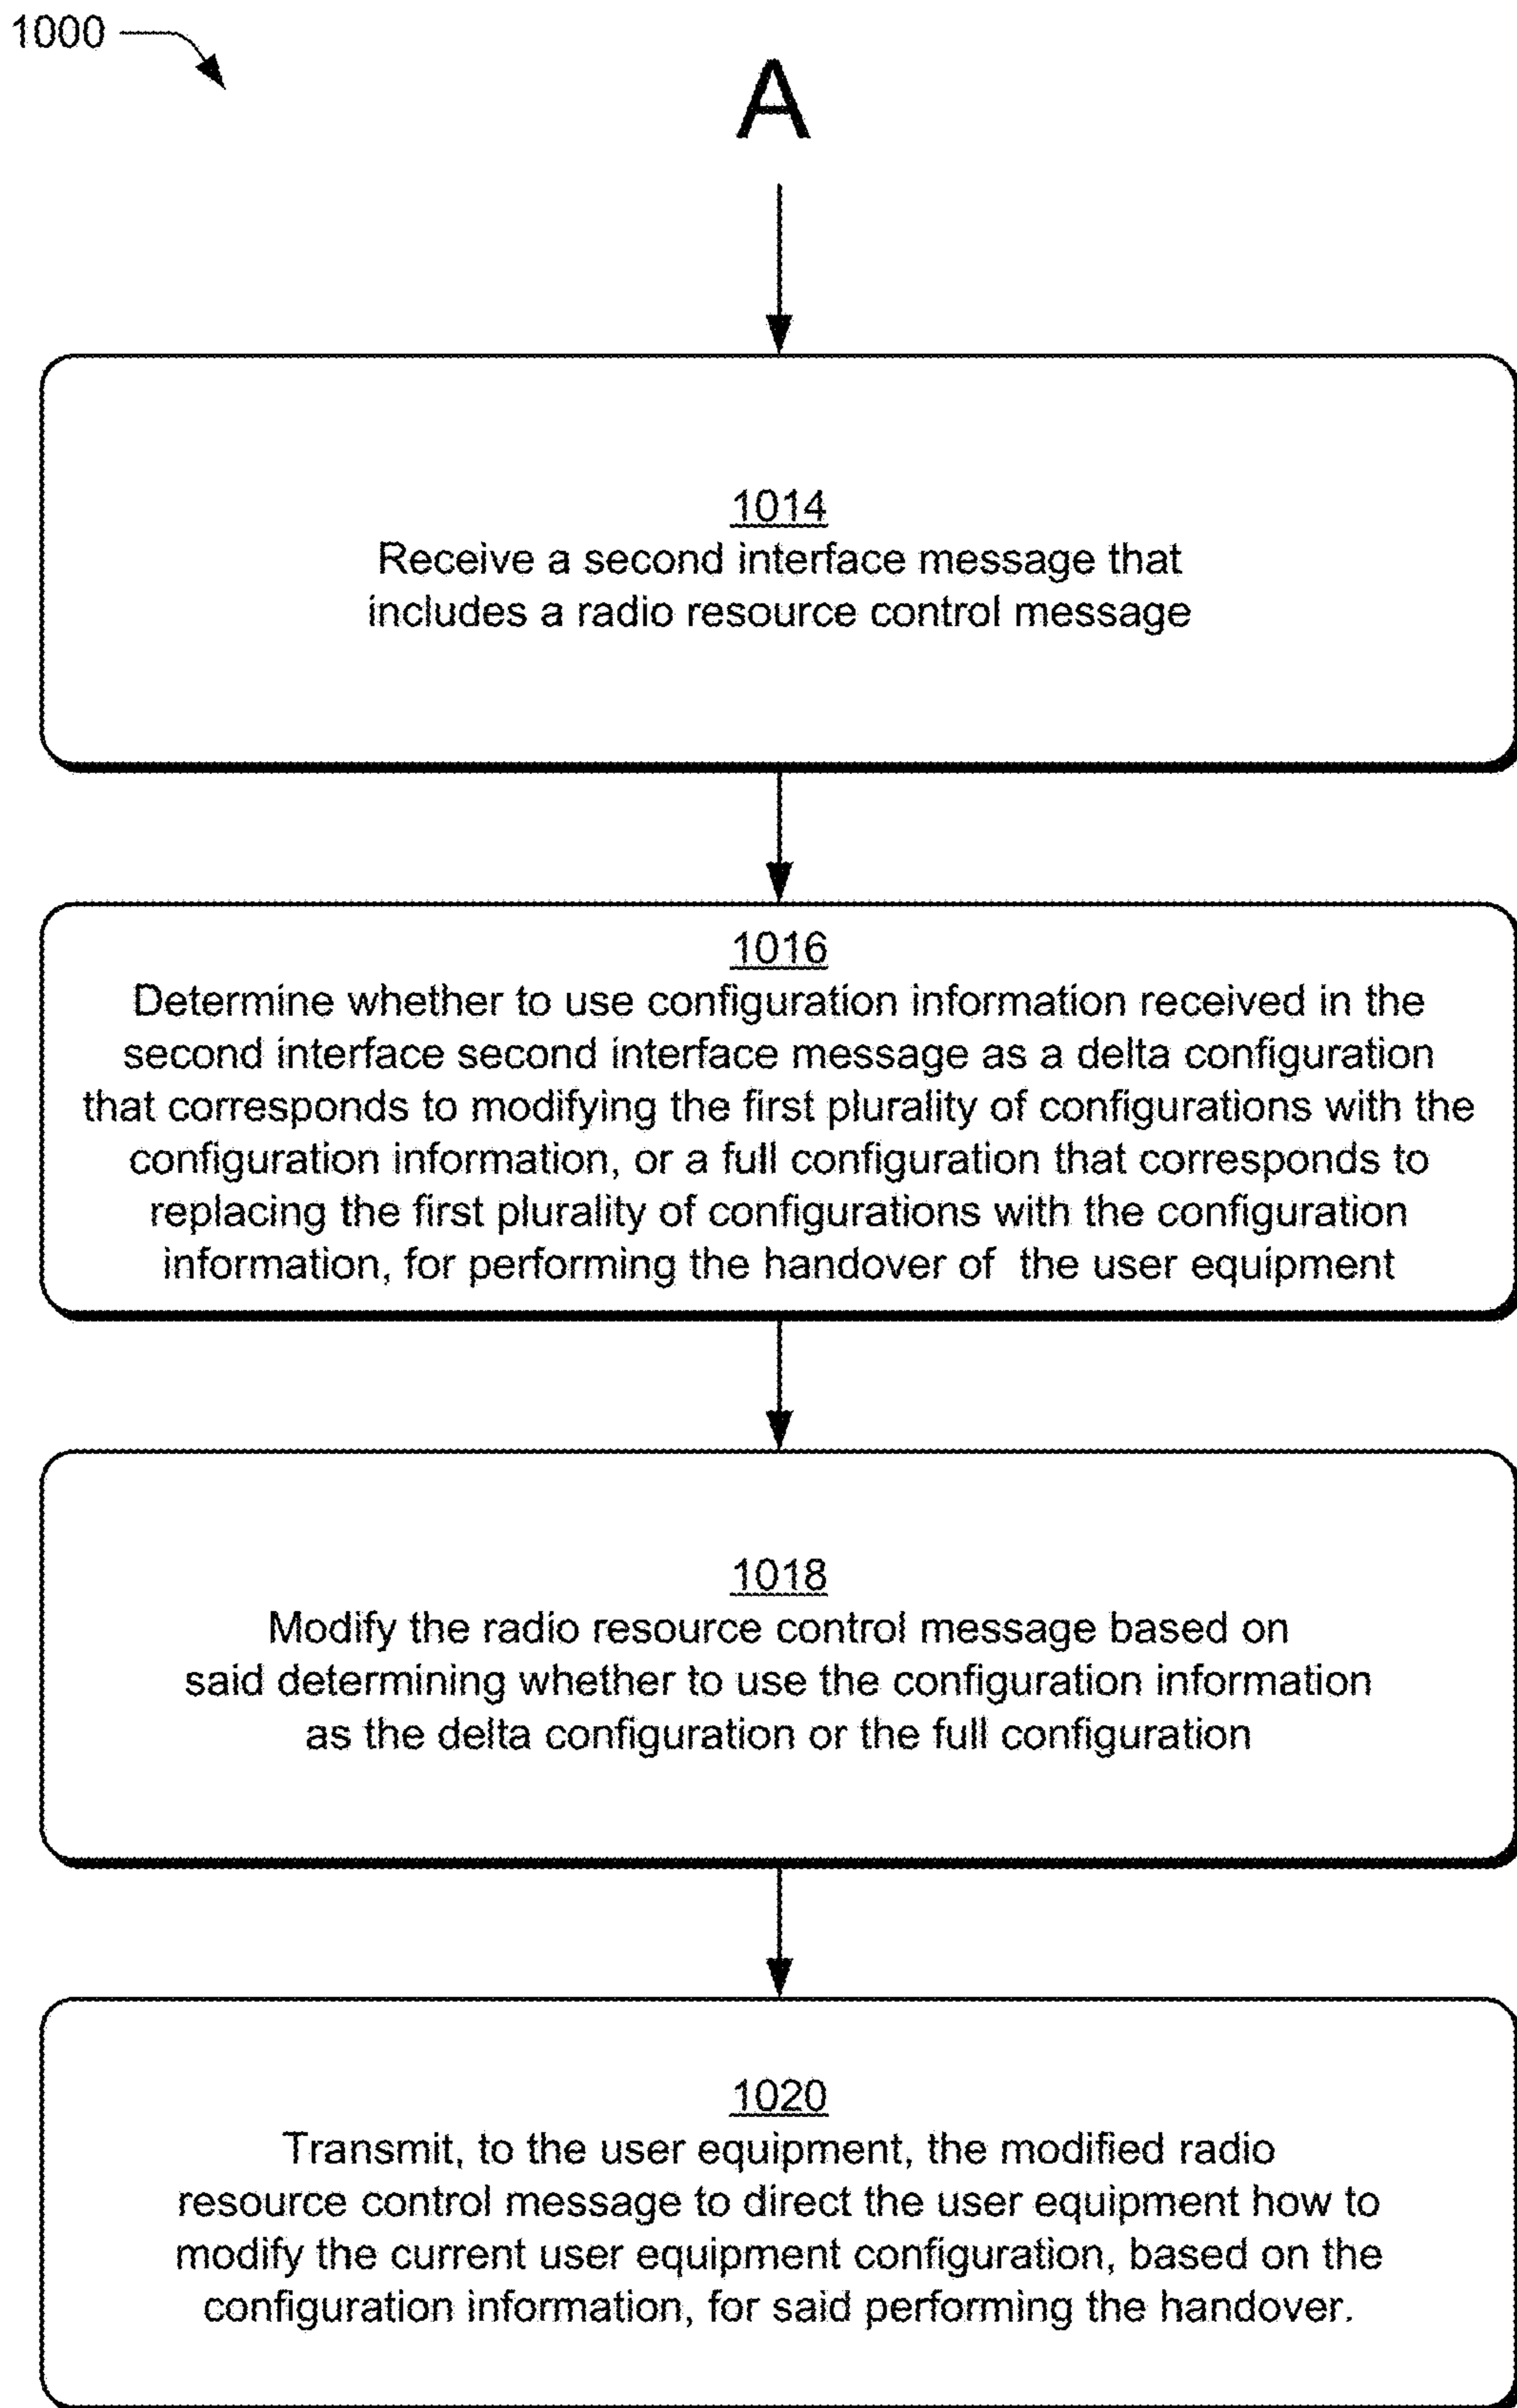 1000
A
1014
Receive a second interface message that
includes a radio resource control message
1016
Determine whether to use configuration information received in the
second interface second interface message as a delta configuration
that corresponds to modifying the first plurality of configurations with the
configuration information, or a full configuration that corresponds to
replacing the first plurality of configurations with the configuration
information, for performing the handover of the user equipment
1018
Modify the radio resource control message based on
said determining whether to use the configuration information
as the delta configuration or the full configuration
1020
Transmit, to the user equipment, the modified radio
resource control message to direct the user equipment how to
modify the current user equipment configuration, based on the
configuration information, for said performing the handover.